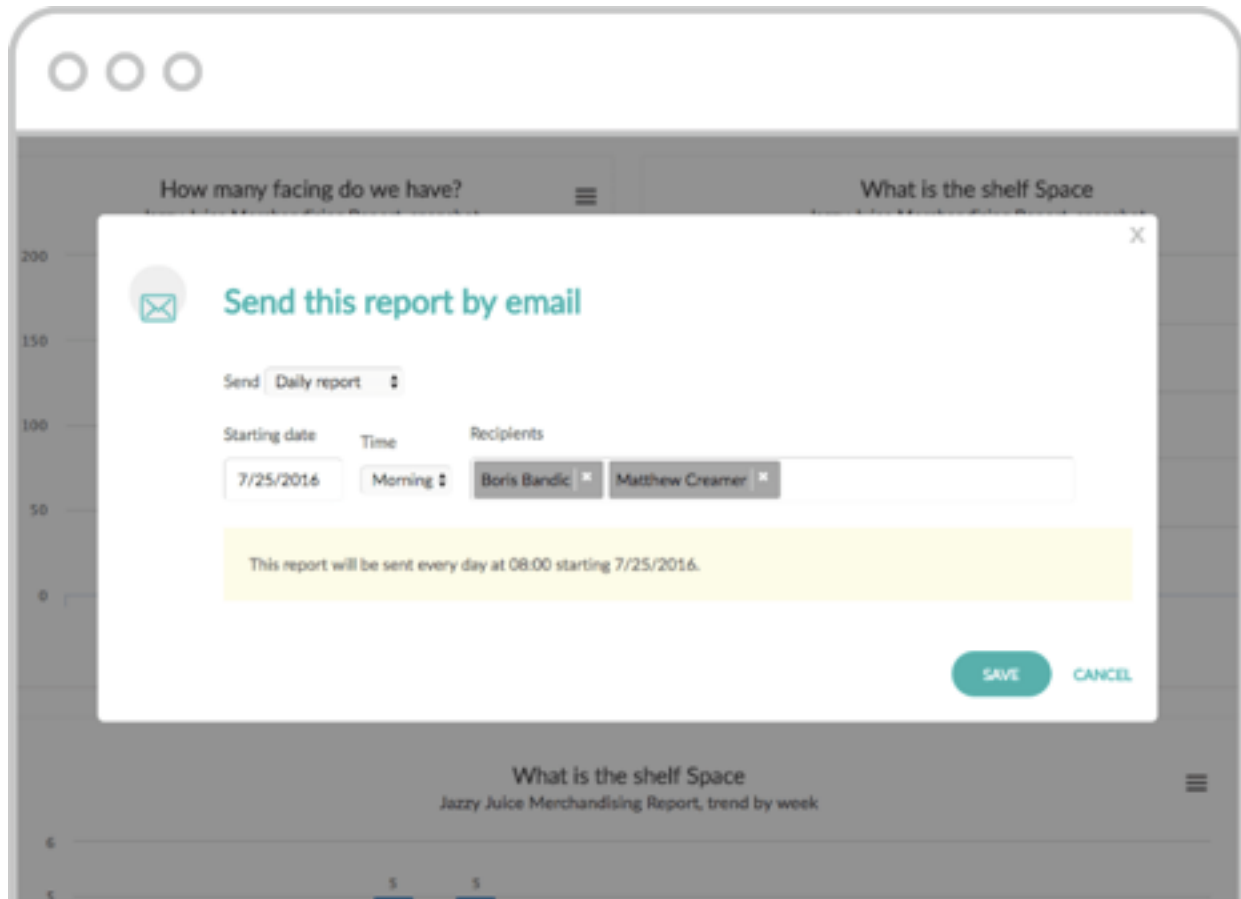 How many facing do we have?
What is the shelf Space
X
200
150
100
50
0
Send this report by email
Send Daily report
Starting date Time Recipients
7/25/2016 Morning Boris Bandic × Matthew Creamer ×
This report will be sent every day at 08:00 starting 7/25/2016.
SAVE CANCEL
What is the shelf Space
Jazzy Juice Merchandising Report, trend by week
6
5 5
5